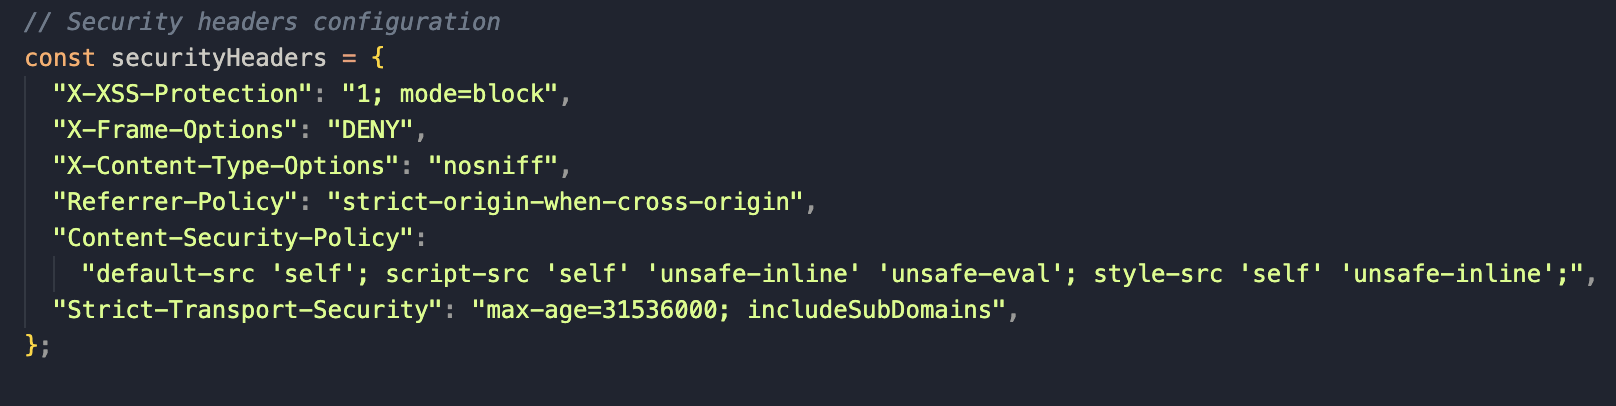 // Security headers configuration
const securityHeaders = {
  "X-XSS-Protection": "1; mode=block",
  "X-Frame-Options": "DENY",
  "X-Content-Type-Options": "nosniff",
  "Referrer-Policy": "strict-origin-when-cross-origin",
  "Content-Security-Policy":
    "default-src 'self'; script-src 'self' 'unsafe-inline' 'unsafe-eval'; style-src 'self' 'unsafe-inline';",
  "Strict-Transport-Security": "max-age=31536000; includeSubDomains",
};